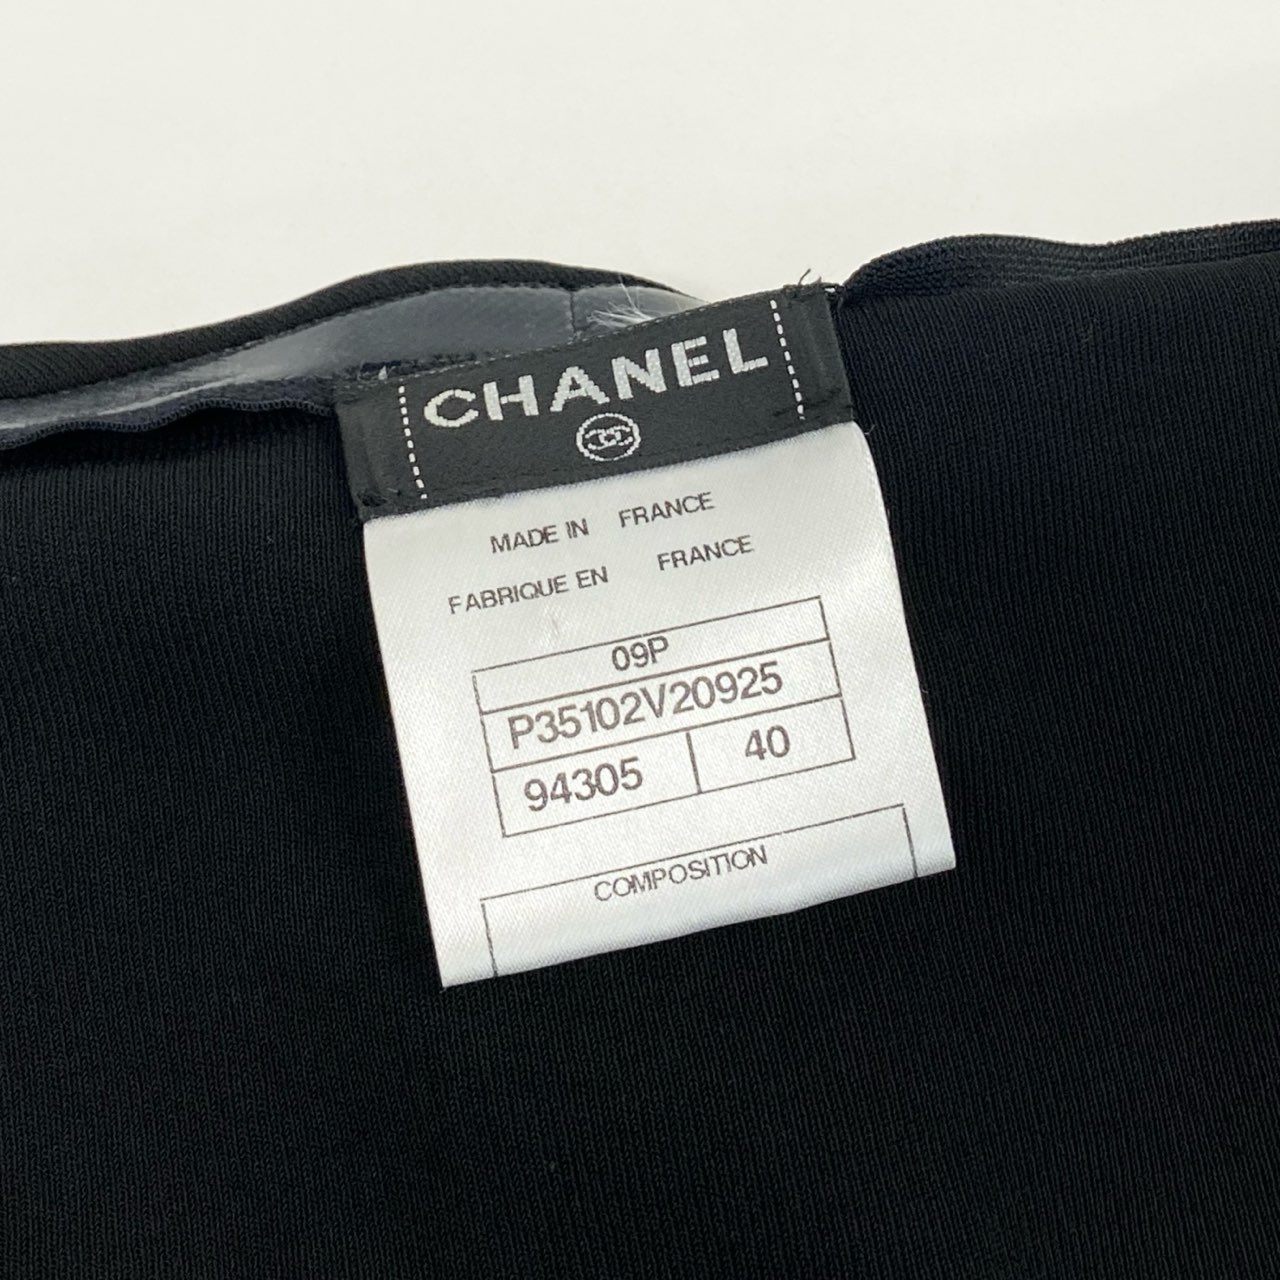 CHANEL
MADE IN FRANCE
FABRIQUE EN FRANCE
09P
P35102V20925
94305 40
COMPOSITION